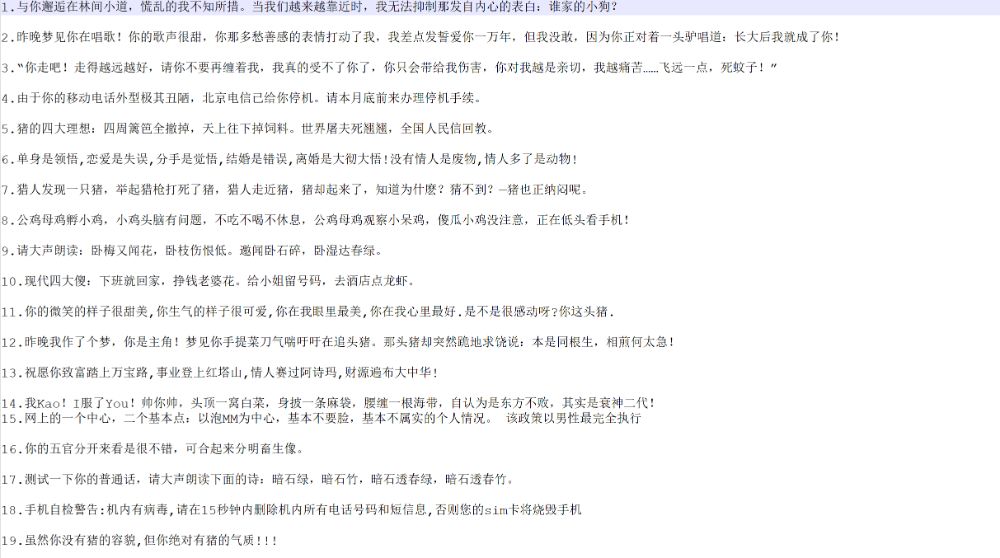 1.与你邂逅在林间小道，慌乱的我不知所措。当我们越来越靠近时，我无法抑制那发自内心的表白：谁家的小狗？
2.昨晚梦见你在唱歌！你的歌声很甜，你那多愁善感的表情打动了我，我差点发誓爱你一万年，但我没敢，因为你正对着一头驴唱道：长大后我就成了你！
3.“你走吧！走得越远越好，请你不要再缠着我，我真的受不了你了，你只会带给我伤害，你对我越是亲切，我越痛苦……飞远一点，死蚊子！”
4.由于你的移动电话外型极其丑陋，北京电信已给你停机。请本月底前来办理停机手续。
5.猪的四大理想：四周篱笆全撤掉，天上往下掉饲料。世界屠夫死翘翘，全国人民信回教。
6.单身是领悟,恋爱是失误,分手是觉悟,结婚是错误,离婚是大彻大悟!没有情人是废物,情人多了是动物!
7.猎人发现一只猪，举起猎枪打死了猪，猎人走近猪，猪却起来了，知道为什麽？猜不到？—猪也正纳闷呢。
8.公鸡母鸡孵小鸡，小鸡头脑有问题，不吃不喝不休息，公鸡母鸡观察小呆鸡，傻瓜小鸡没注意，正在低头看手机！
9.请大声朗读：卧梅又闻花，卧枝伤恨低。邀闻卧石碎，卧湿达春绿。
10.现代四大傻：下班就回家，挣钱老婆花。给小姐留号码，去酒店点龙虾。
11.你的微笑的样子很甜美,你生气的样子很可爱,你在我眼里最美,你在我心里最好.是不是很感动呀?你这头猪.
12.昨晚我作了个梦，你是主角！梦见你手提菜刀气喘吁吁在追头猪。那头猪却突然跪地求饶说：本是同根生，相煎何太急！
13.祝愿你致富踏上万宝路,事业登上红塔山,情人赛过阿诗玛,财源遍布大中华!
14.我Kao！I服了You！帅你帅，头顶一窝白菜，身披一条麻袋，腰缠一根海带，自认为是东方不败，其实是衰神二代！
15.网上的一个中心，二个基本点：以泡MM为中心，基本不要脸，基本不属实的个人情况。 该政策以男性最完全执行
16.你的五官分开来看是很不错，可合起来分明畜生像。
17.测试一下你的普通话，请大声朗读下面的诗：暗石绿，暗石竹，暗石透春绿，暗石透春竹。
18.手机自检警告:机内有病毒,请在15秒钟内删除机内所有电话号码和短信息,否则您的sim卡将烧毁手机
19.虽然你没有猪的容貌,但你绝对有猪的气质!!!